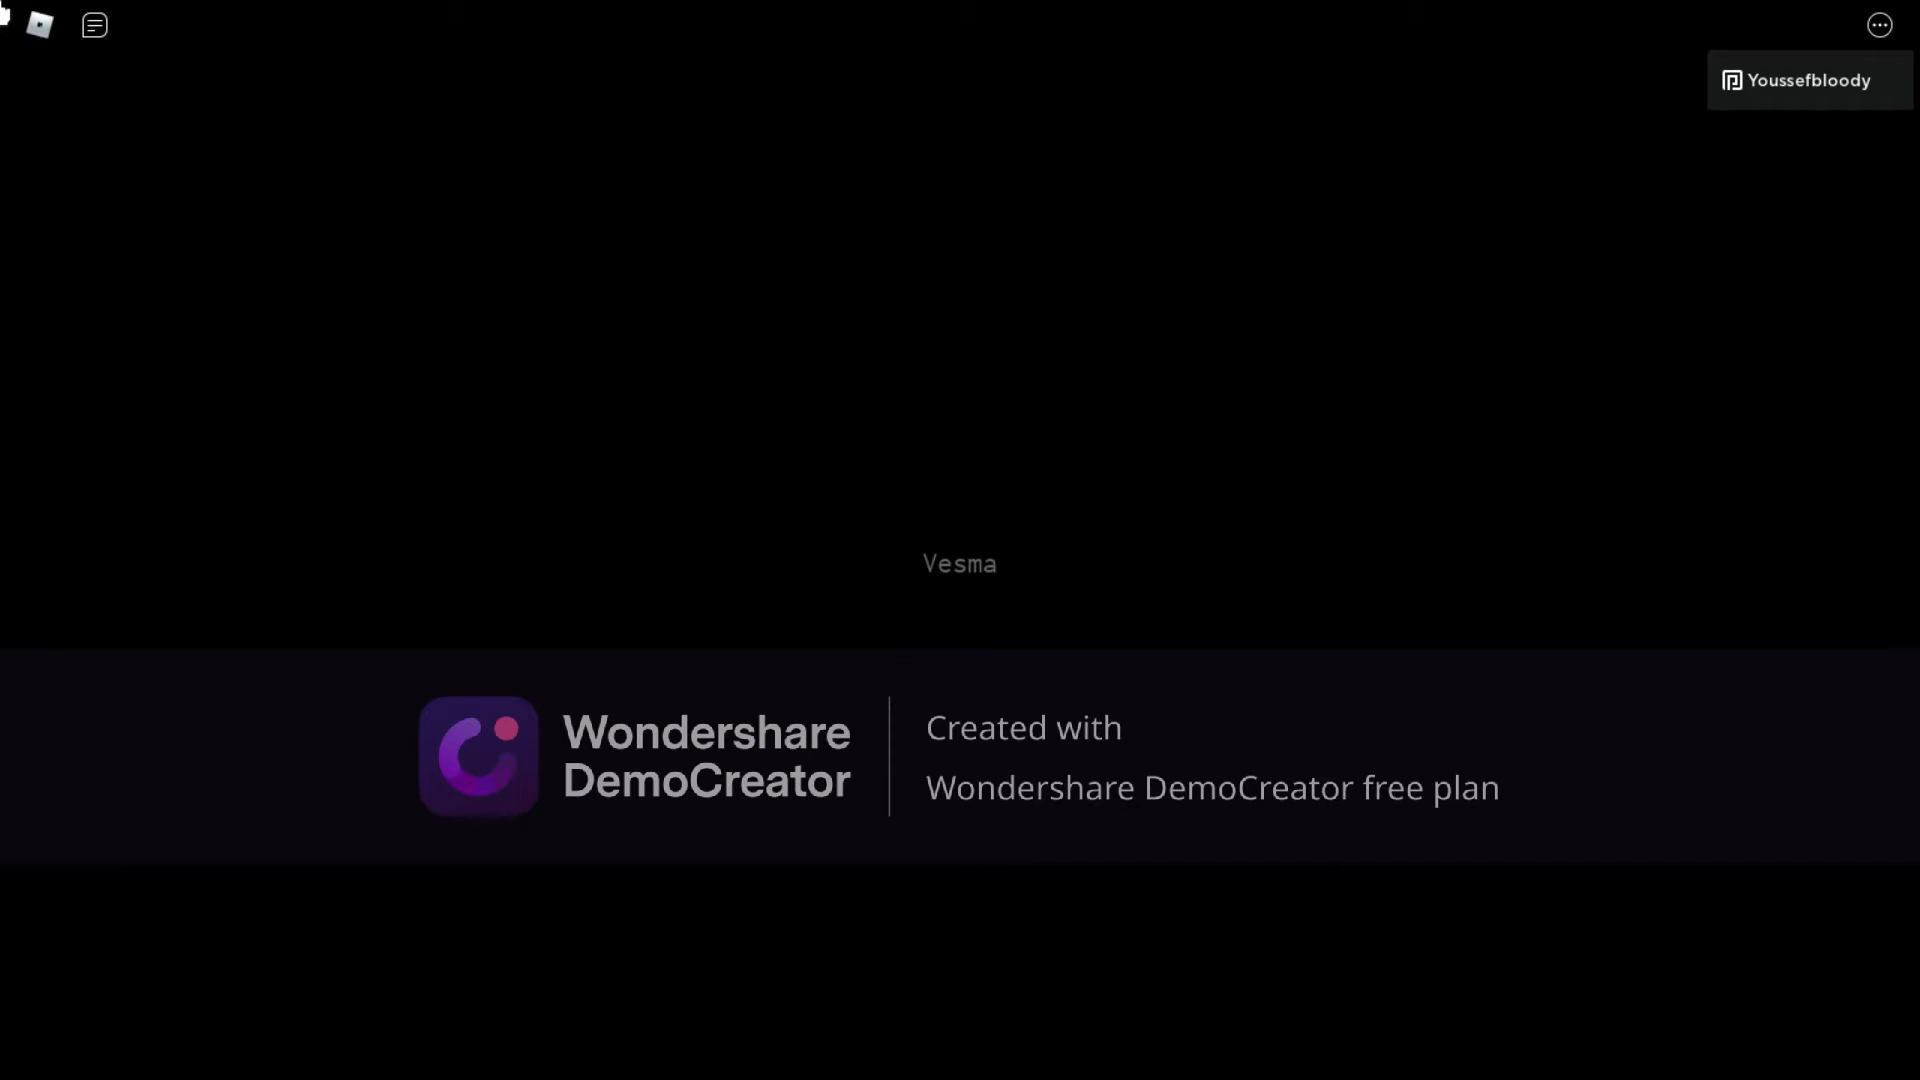 Youssefbloody
Vesma
Wondershare
DemoCreator
Created with
Wondershare DemoCreator free plan